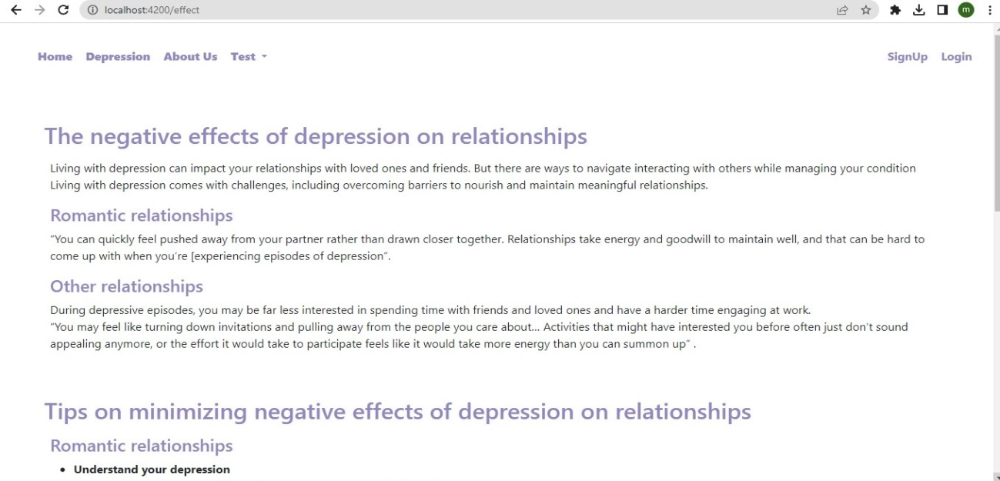 localhost:4200/effect
m
Home Depression About Us Test
SignUp Login
The negative effects of depression on relationships
Living with depression can impact your relationships with loved ones and friends. But there are ways to navigate interacting with others while managing your condition
Living with depression comes with challenges, including overcoming barriers to nourish and maintain meaningful relationships.
Romantic relationships
“You can quickly feel pushed away from your partner rather than drawn closer together. Relationships take energy and goodwill to maintain well, and that can be hard to
come up with when you’re [experiencing episodes of depression”.
Other relationships
During depressive episodes, you may be far less interested in spending time with friends and loved ones and have a harder time engaging at work.
“You may feel like turning down invitations and pulling away from the people you care about... Activities that might have interested you before often just don’t sound
appealing anymore, or the effort it would take to participate feels like it would take more energy than you can summon up” .
Tips on minimizing negative effects of depression on relationships
Romantic relationships
• Understand your depression